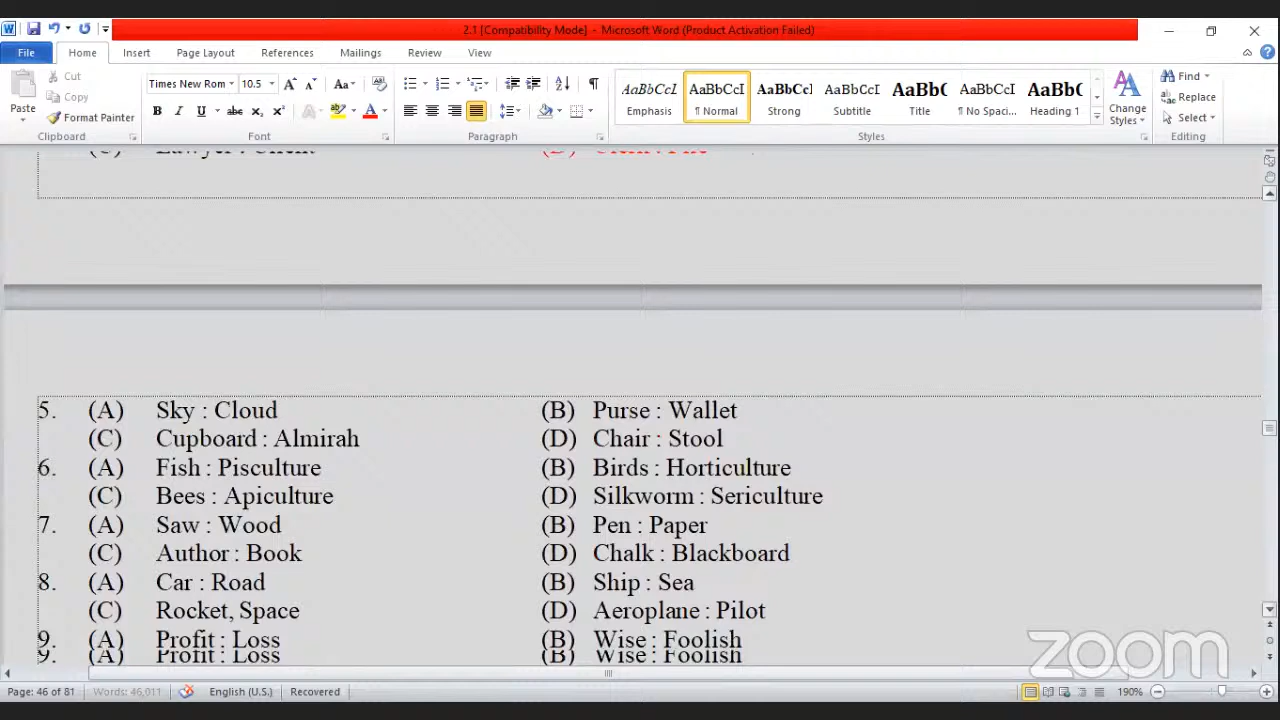 2.1 [Compatibility Mode] - Microsoft Word (Product Activation Failed)
File Home Insert Page Layout References Mailings Review View
Paste
Cut
Copy
Format Painter
Clipboard
Times New Rom 10.5
Font
Paragraph
AaBbCcI Emphasis
AaBbCcI ¶ Normal
AaBbCcI Strong
AaBbCcI Subtitle
AaBb( Title
AaBbCcI ¶ No Spaci...
AaBbC Heading 1
Change Styles
Styles
Find
Replace
Select
Editing
(C) Lawyer : Client (D) Clerk : File
5. (A) Sky : Cloud (B) Purse : Wallet
(C) Cupboard : Almirah (D) Chair : Stool
6. (A) Fish : Pisculture (B) Birds : Horticulture
(C) Bees : Apiculture (D) Silkworm : Sericulture
7. (A) Saw : Wood (B) Pen : Paper
(C) Author : Book (D) Chalk : Blackboard
8. (A) Car : Road (B) Ship : Sea
(C) Rocket, Space (D) Aeroplane : Pilot
9. (A) Profit : Loss (B) Wise : Foolish
9. (A) Profit : Loss (B) Wise : Foolish
zoom
Page: 46 of 81 Words: 46,011 English (U.S.) Recovered 190%